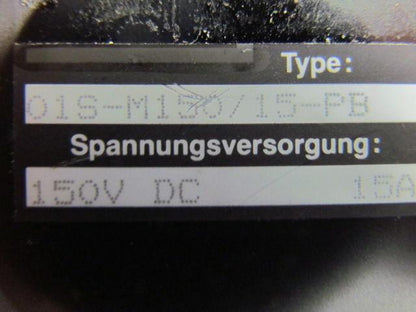 Type:
01S-M150/15-PB
Spannungsversorgung:
150V DC 15A